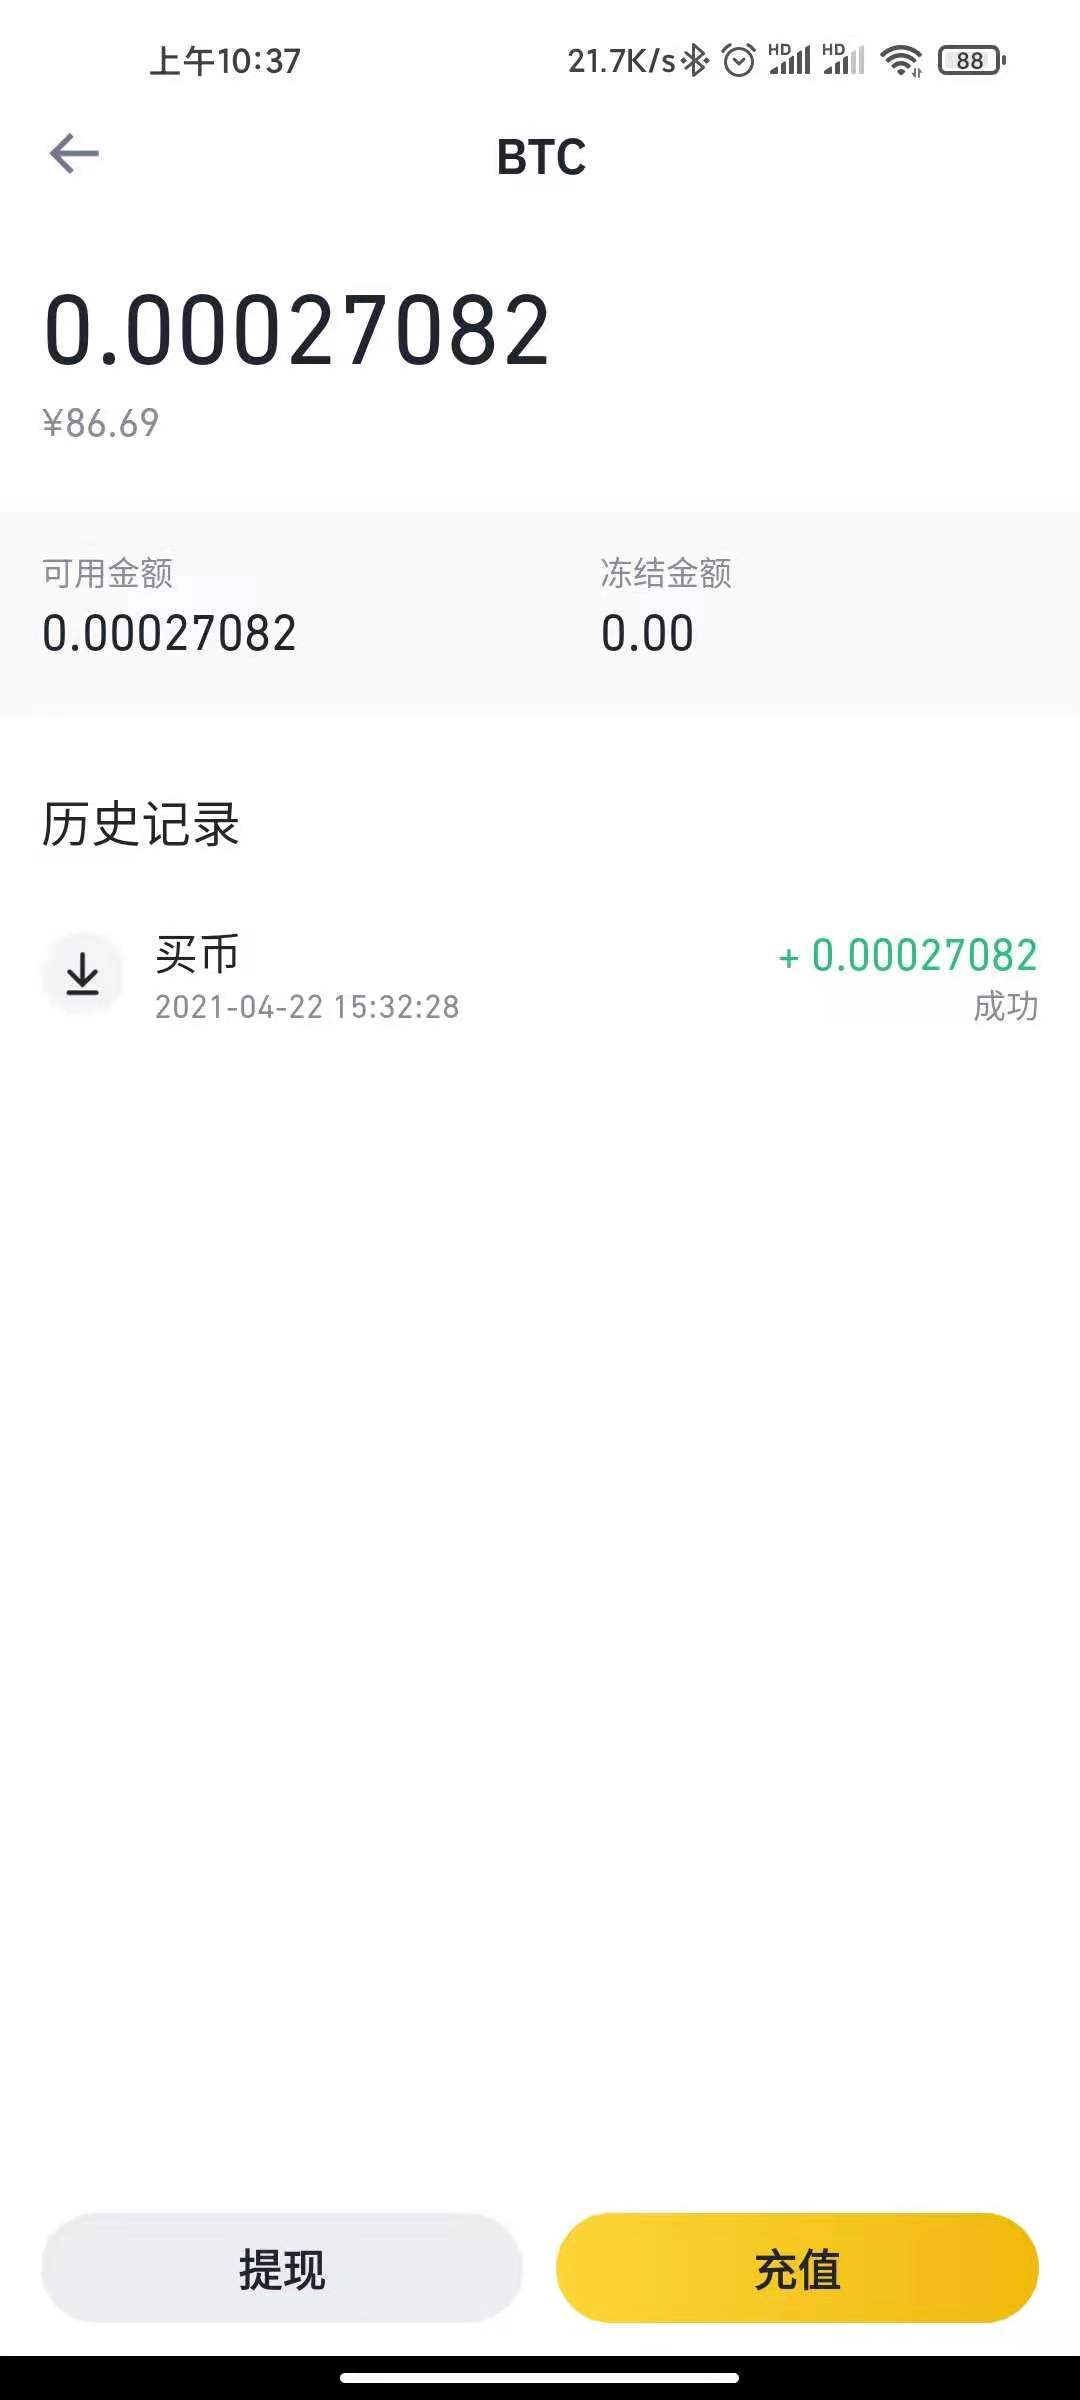 上午10:37 21.7K/s HD HD 88
BTC
0.00027082
¥86.69
可用金额 冻结金额
0.00027082 0.00
历史记录
买币 + 0.00027082
2021-04-22 15:32:28 成功
提现 充值